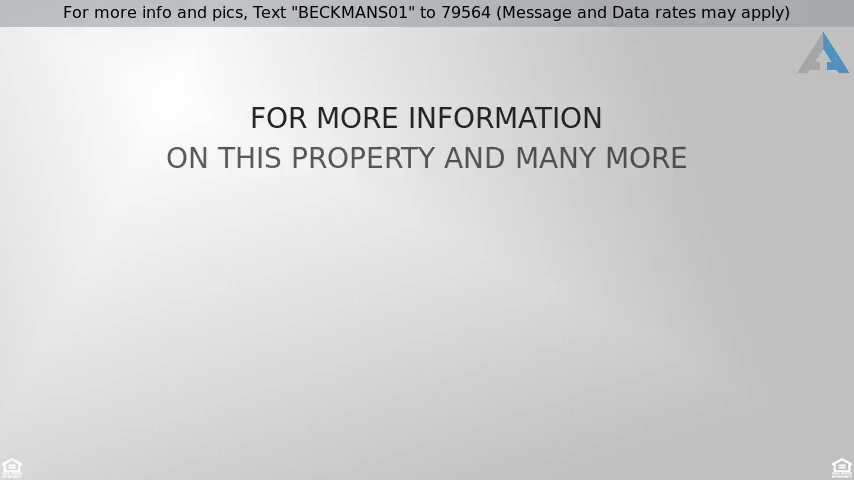 For more info and pics, Text "BECKMANS01" to 79564 (Message and Data rates may apply)
FOR MORE INFORMATION
ON THIS PROPERTY AND MANY MORE